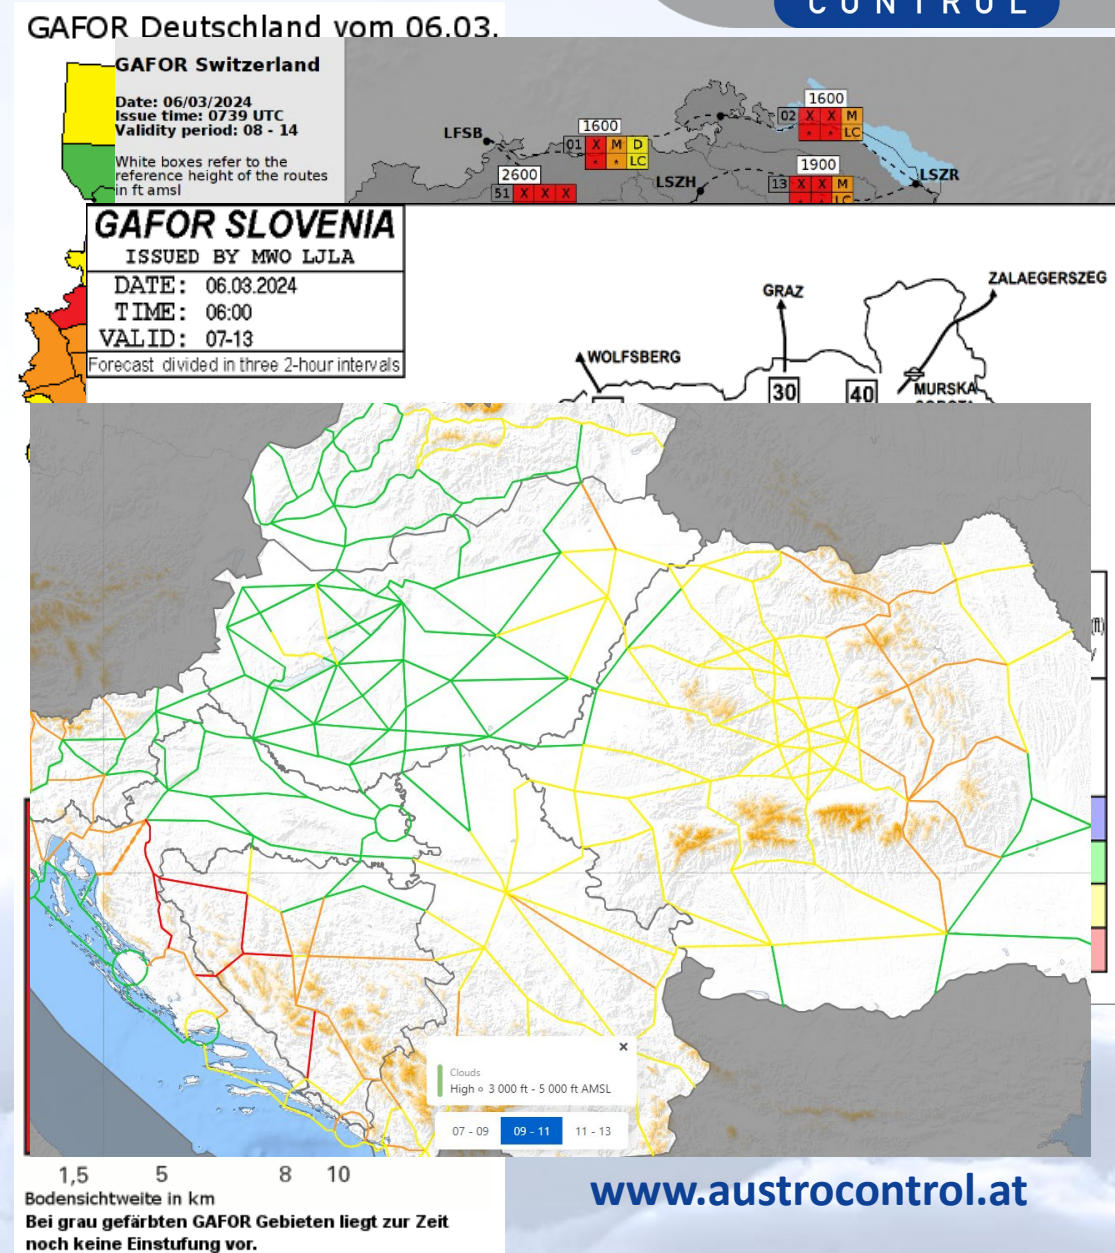 CONTROL
GAFOR Deutschland vom 06.03.
GAFOR Switzerland
Date: 06/03/2024
Issue time: 0739 UTC
Validity period: 08 - 14
White boxes refer to the
reference height of the routes
in ft amsl
LFSB
1600
01 X M D
* * LC
2600
51 X X X
LSZH
1600
02 X X M
* * LC
1900
13 X X M
* * LC
LSZR
GAFOR SLOVENIA
ISSUED BY MWO LJLA
DATE: 06.03.2024
TIME: 06:00
VALID: 07-13
Forecast divided in three 2-hour intervals
WOLFSBERG
GRAZ
ZALAEGERSZEG
30
40
MURSKA
(ft)
×
Clouds
High ○ 3 000 ft - 5 000 ft AMSL
07 - 09
09 - 11
11 - 13
1,5 5 8 10
Bodensichtweite in km
Bei grau gefärbten GAFOR Gebieten liegt zur Zeit
noch keine Einstufung vor.
www.austrocontrol.at